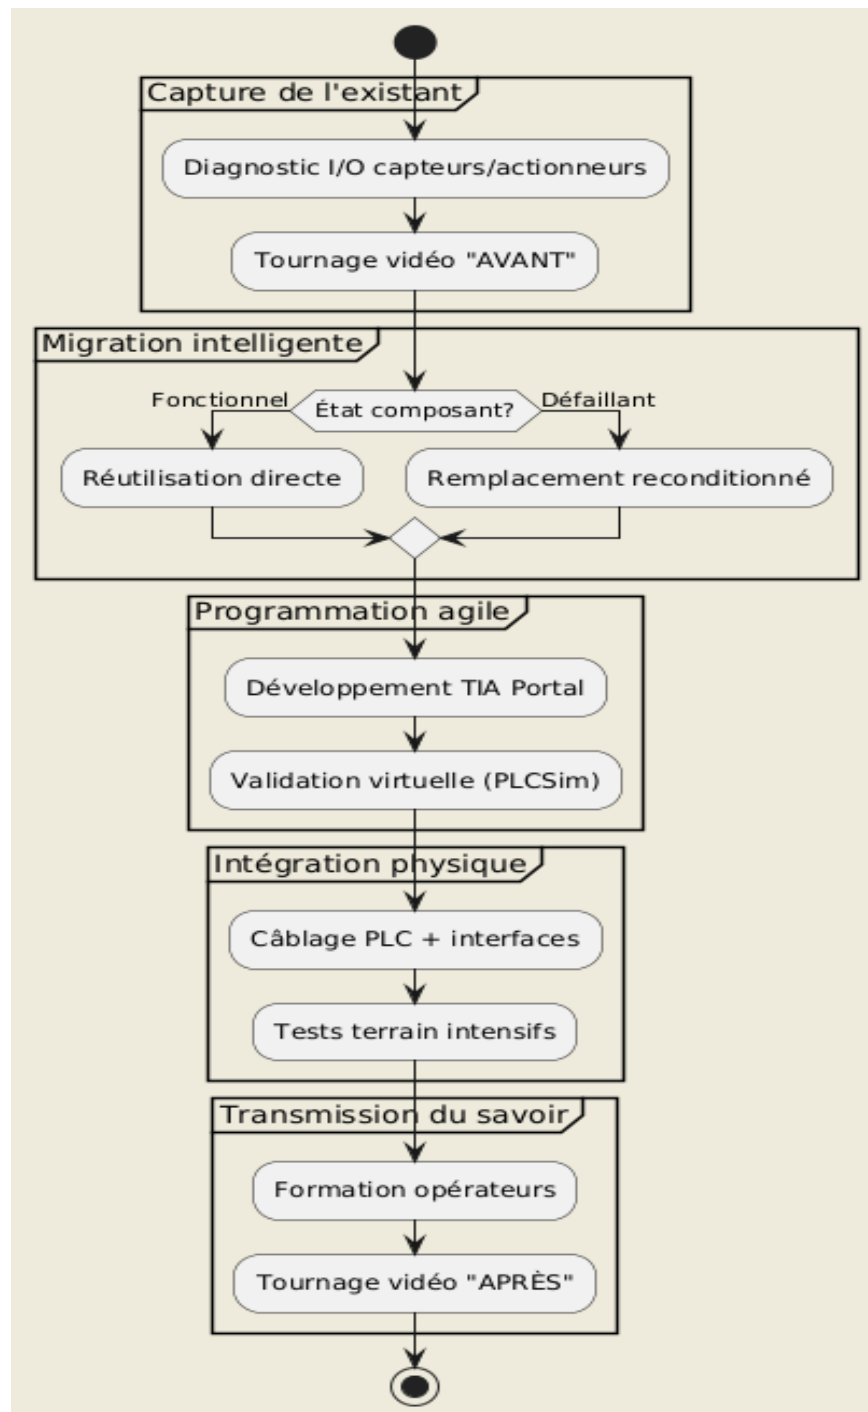 Capture de l'existant
Diagnostic I/O capteurs/actionneurs
Tournage vidéo "AVANT"
Migration intelligente
Fonctionnel
État composant?
Défaillant
Réutilisation directe
Remplacement reconditionné
Programmation agile
Développement TIA Portal
Validation virtuelle (PLCSim)
Intégration physique
Câblage PLC + interfaces
Tests terrain intensifs
Transmission du savoir
Formation opérateurs
Tournage vidéo "APRÈS"